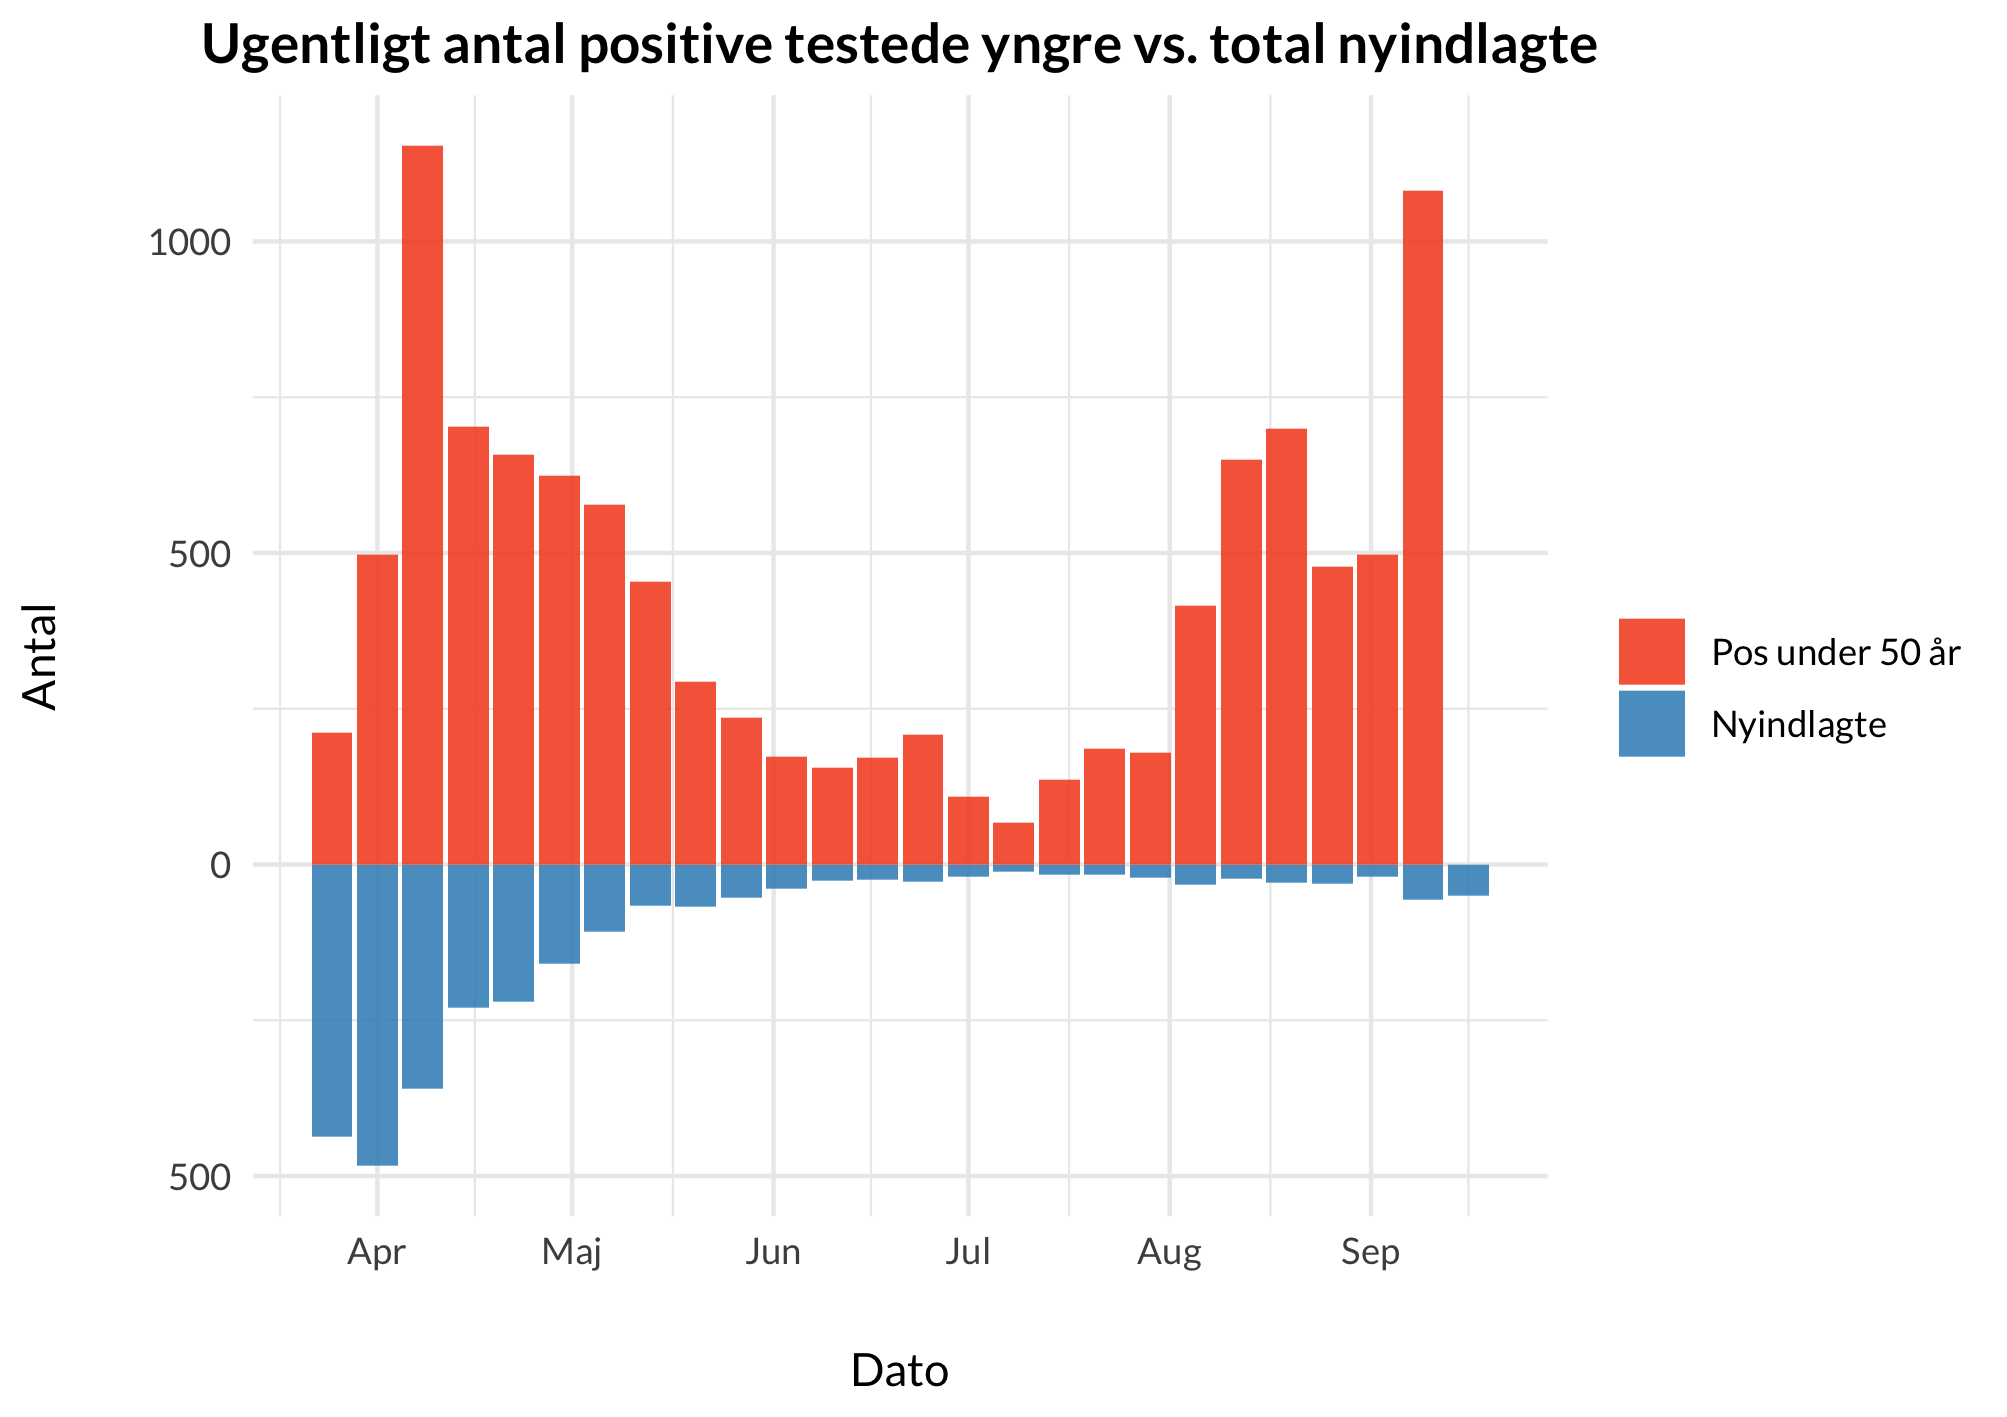 Ugentligt antal positive testede yngre vs. total nyindlagte
1000
500
0
500
Antal
Apr
Maj
Jun
Jul
Aug
Sep
Dato
Pos under 50 år
Nyindlagte